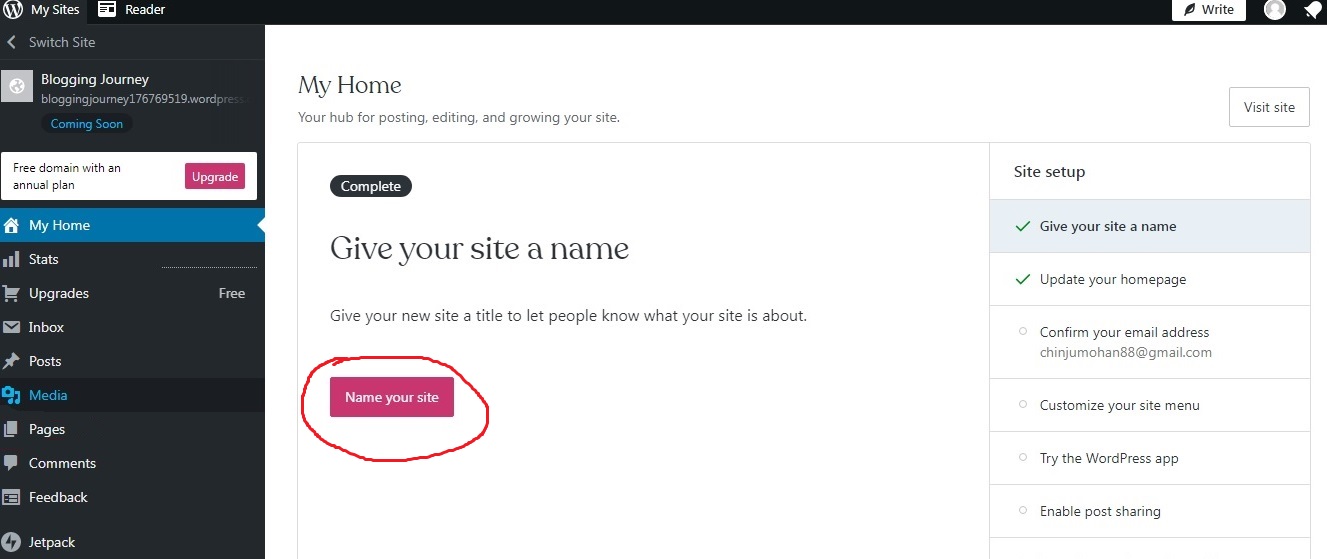 My Sites
Reader
Write
Switch Site
Blogging Journey
bloggingjourney176769519.wordpress
Coming Soon
Free domain with an
annual plan
Upgrade
My Home
Stats
Upgrades Free
Inbox
Posts
Media
Pages
Comments
Feedback
Jetpack
My Home
Your hub for posting, editing, and growing your site.
Visit site
Complete
Give your site a name
Give your new site a title to let people know what your site is about.
Name your site
Site setup
Give your site a name
Update your homepage
Confirm your email address
chinjumohan88@gmail.com
Customize your site menu
Try the WordPress app
Enable post sharing